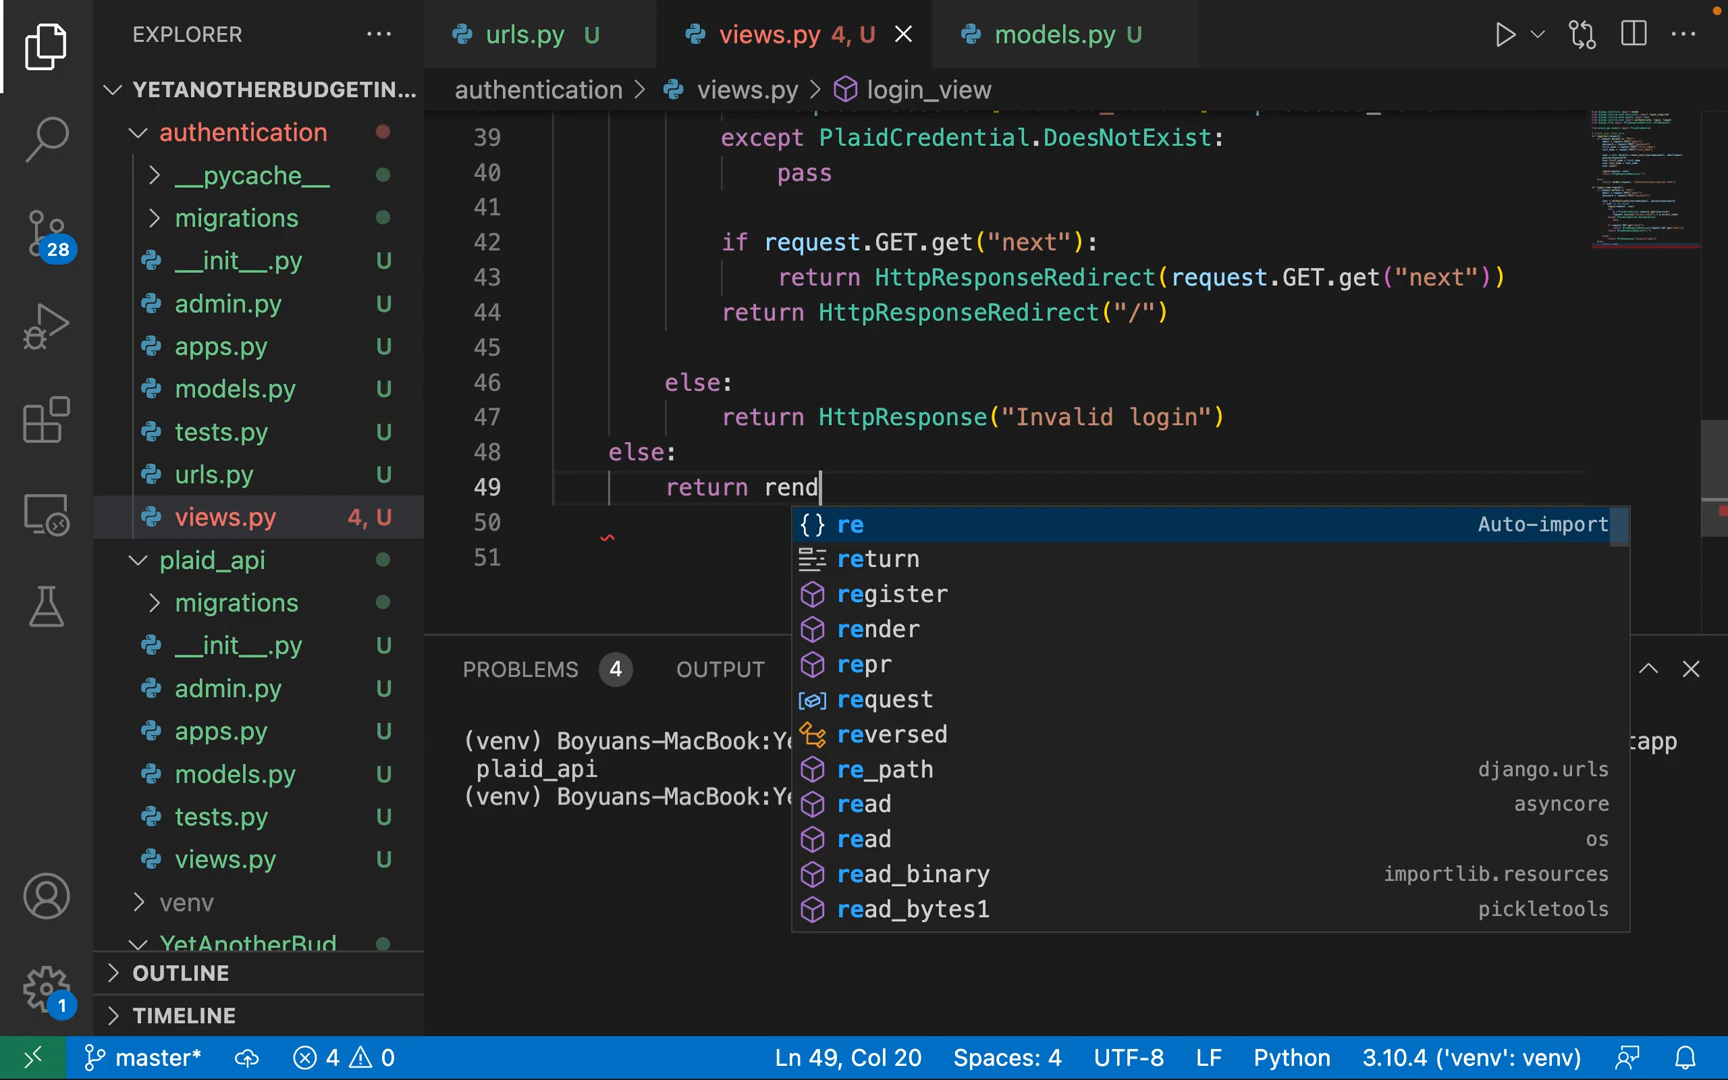 EXPLORER
YETANOTHERBUDGETIN...
authentication
__pycache__
migrations
__init__.py U
admin.py U
apps.py U
models.py U
tests.py U
urls.py U
views.py 4, U
plaid_api
migrations
__init__.py U
admin.py U
apps.py U
models.py U
tests.py U
views.py U
venv
YetAnotherBud
OUTLINE
TIMELINE
28
1
urls.py U
views.py 4, U
models.py U
authentication > views.py > login_view
39 except PlaidCredential.DoesNotExist:
40 pass
41
42 if request.GET.get("next"):
43 return HttpResponseRedirect(request.GET.get("next"))
44 return HttpResponseRedirect("/")
45
46 else:
47 return HttpResponse("Invalid login")
48 else:
49 return rend
50
51
{} re Auto-import
return
register
render
repr
request
reversed
re_path django.urls
read asyncore
read os
read_binary importlib.resources
read_bytes1 pickletools
PROBLEMS 4 OUTPUT
(venv) Boyuans-MacBook:Ye tapp
plaid_api
(venv) Boyuans-MacBook:Ye
master* 4 0 Ln 49, Col 20 Spaces: 4 UTF-8 LF Python 3.10.4 ('venv': venv)